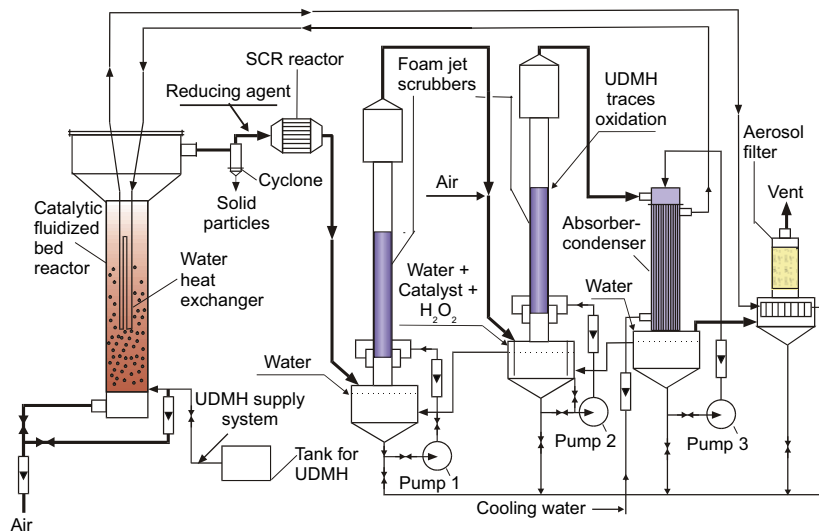 SCR reactor
Reducing agent
Foam jet
scrubbers
UDMH
traces
oxidation
Aerosol
filter
Vent
Cyclone
Solid
particles
Air
Catalytic
fluidized
bed
reactor
Water
heat
exchanger
Water +
Catalyst +
H₂O₂
Absorber-
condenser
Water
Water
UDMH supply
system
Tank for
UDMH
Pump 1
Pump 2
Pump 3
Cooling water
Air